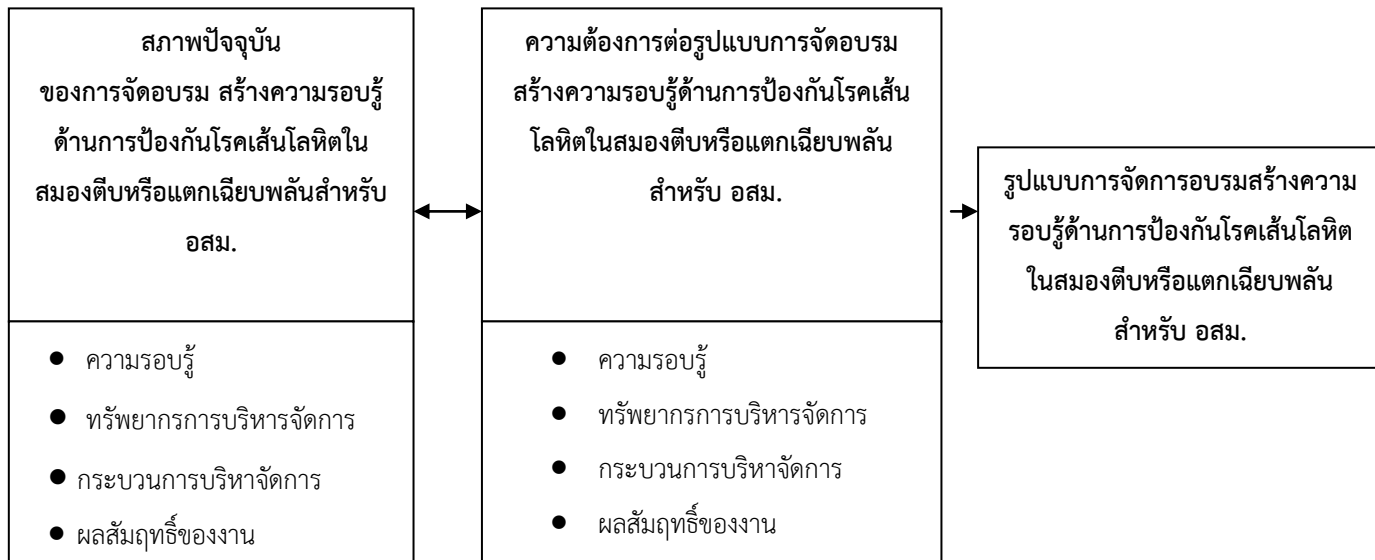 สภาพปัจจุบัน
ของการจัดอบรม สร้างความรอบรู้
ด้านการป้องกันโรคเส้นโลหิตใน
สมองตีบหรือแตกเฉียบพลันสำหรับ
อสม.
● ความรอบรู้
● ทรัพยากรการบริหารจัดการ
● กระบวนการบริหาจัดการ
● ผลสัมฤทธิ์ของงาน
ความต้องการต่อรูปแบบการจัดอบรม
สร้างความรอบรู้ด้านการป้องกันโรคเส้น
โลหิตในสมองตีบหรือแตกเฉียบพลัน
สำหรับ อสม.
● ความรอบรู้
● ทรัพยากรการบริหารจัดการ
● กระบวนการบริหาจัดการ
● ผลสัมฤทธิ์ของงาน
รูปแบบการจัดการอบรมสร้างความ
รอบรู้ด้านการป้องกันโรคเส้นโลหิต
ในสมองตีบหรือแตกเฉียบพลัน
สำหรับ อสม.